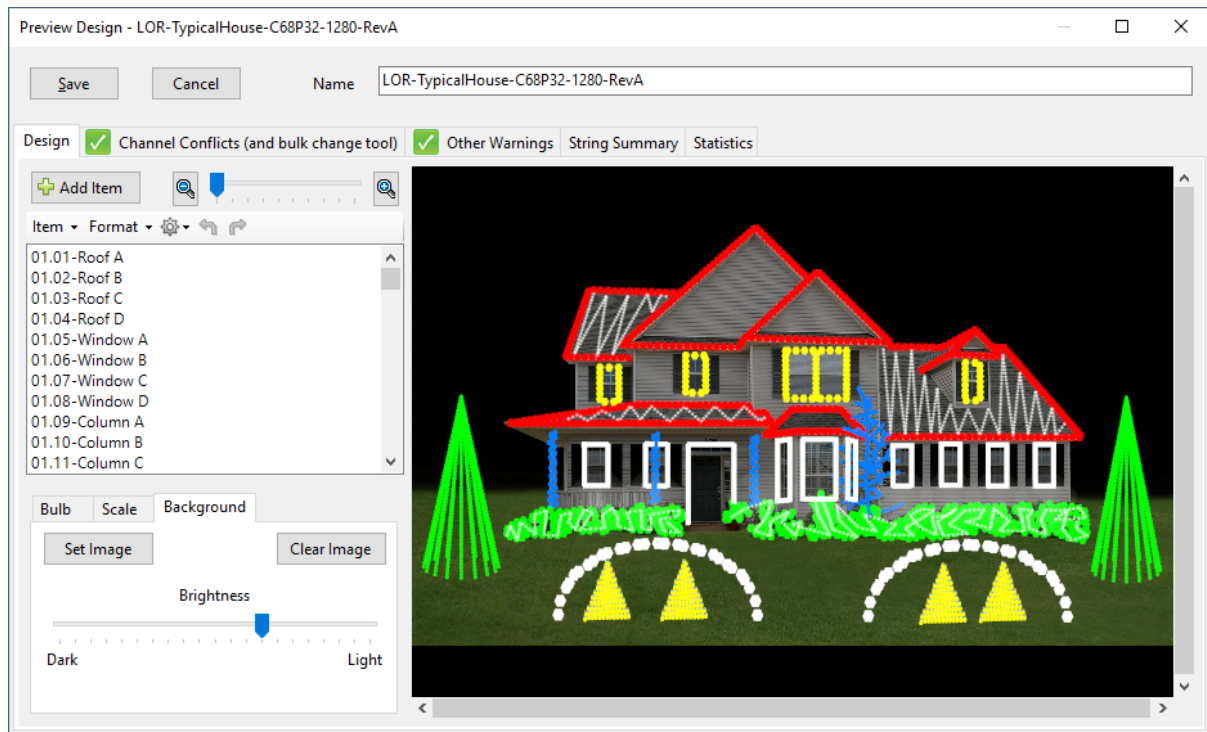 Preview Design - LOR-TypicalHouse-C68P32-1280-RevA
Save Cancel Name LOR-TypicalHouse-C68P32-1280-RevA
Design Channel Conflicts (and bulk change tool) Other Warnings String Summary Statistics
Add Item
Item Format
01.01-Roof A
01.02-Roof B
01.03-Roof C
01.04-Roof D
01.05-Window A
01.06-Window B
01.07-Window C
01.08-Window D
01.09-Column A
01.10-Column B
01.11-Column C
Bulb Scale Background
Set Image Clear Image
Brightness
Dark Light